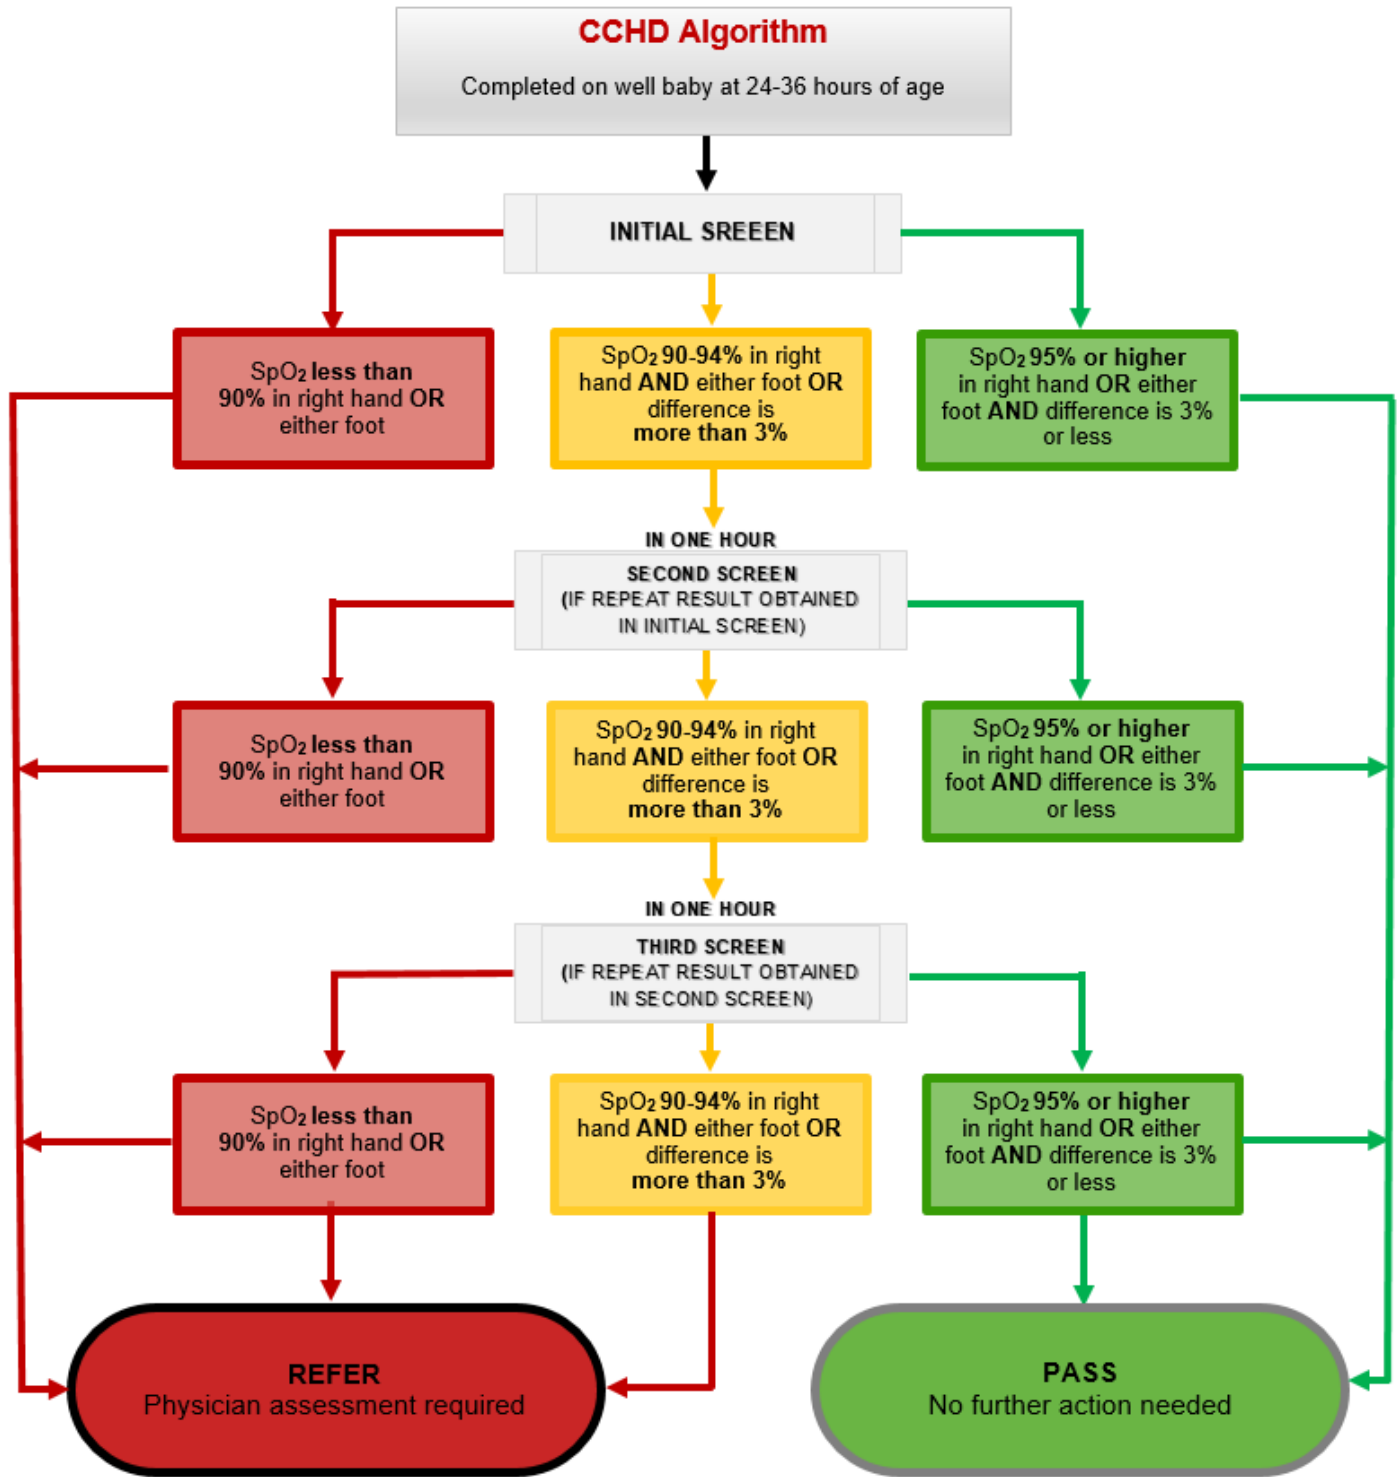 CCHD Algorithm
Completed on well baby at 24-36 hours of age
INITIAL SREEEN
SpO₂ less than
90% in right hand OR
either foot
SpO₂ 90-94% in right
hand AND either foot OR
difference is
more than 3%
SpO₂ 95% or higher
in right hand OR either
foot AND difference is 3%
or less
IN ONE HOUR
SECOND SCREEN
(IF REPEAT RESULT OBTAINED
IN INITIAL SCREEN)
SpO₂ less than
90% in right hand OR
either foot
SpO₂ 90-94% in right
hand AND either foot OR
difference is
more than 3%
SpO₂ 95% or higher
in right hand OR either
foot AND difference is 3%
or less
IN ONE HOUR
THIRD SCREEN
(IF REPEAT RESULT OBTAINED
IN SECOND SCREEN)
SpO₂ less than
90% in right hand OR
either foot
SpO₂ 90-94% in right
hand AND either foot OR
difference is
more than 3%
SpO₂ 95% or higher
in right hand OR either
foot AND difference is 3%
or less
REFER
Physician assessment required
PASS
No further action needed